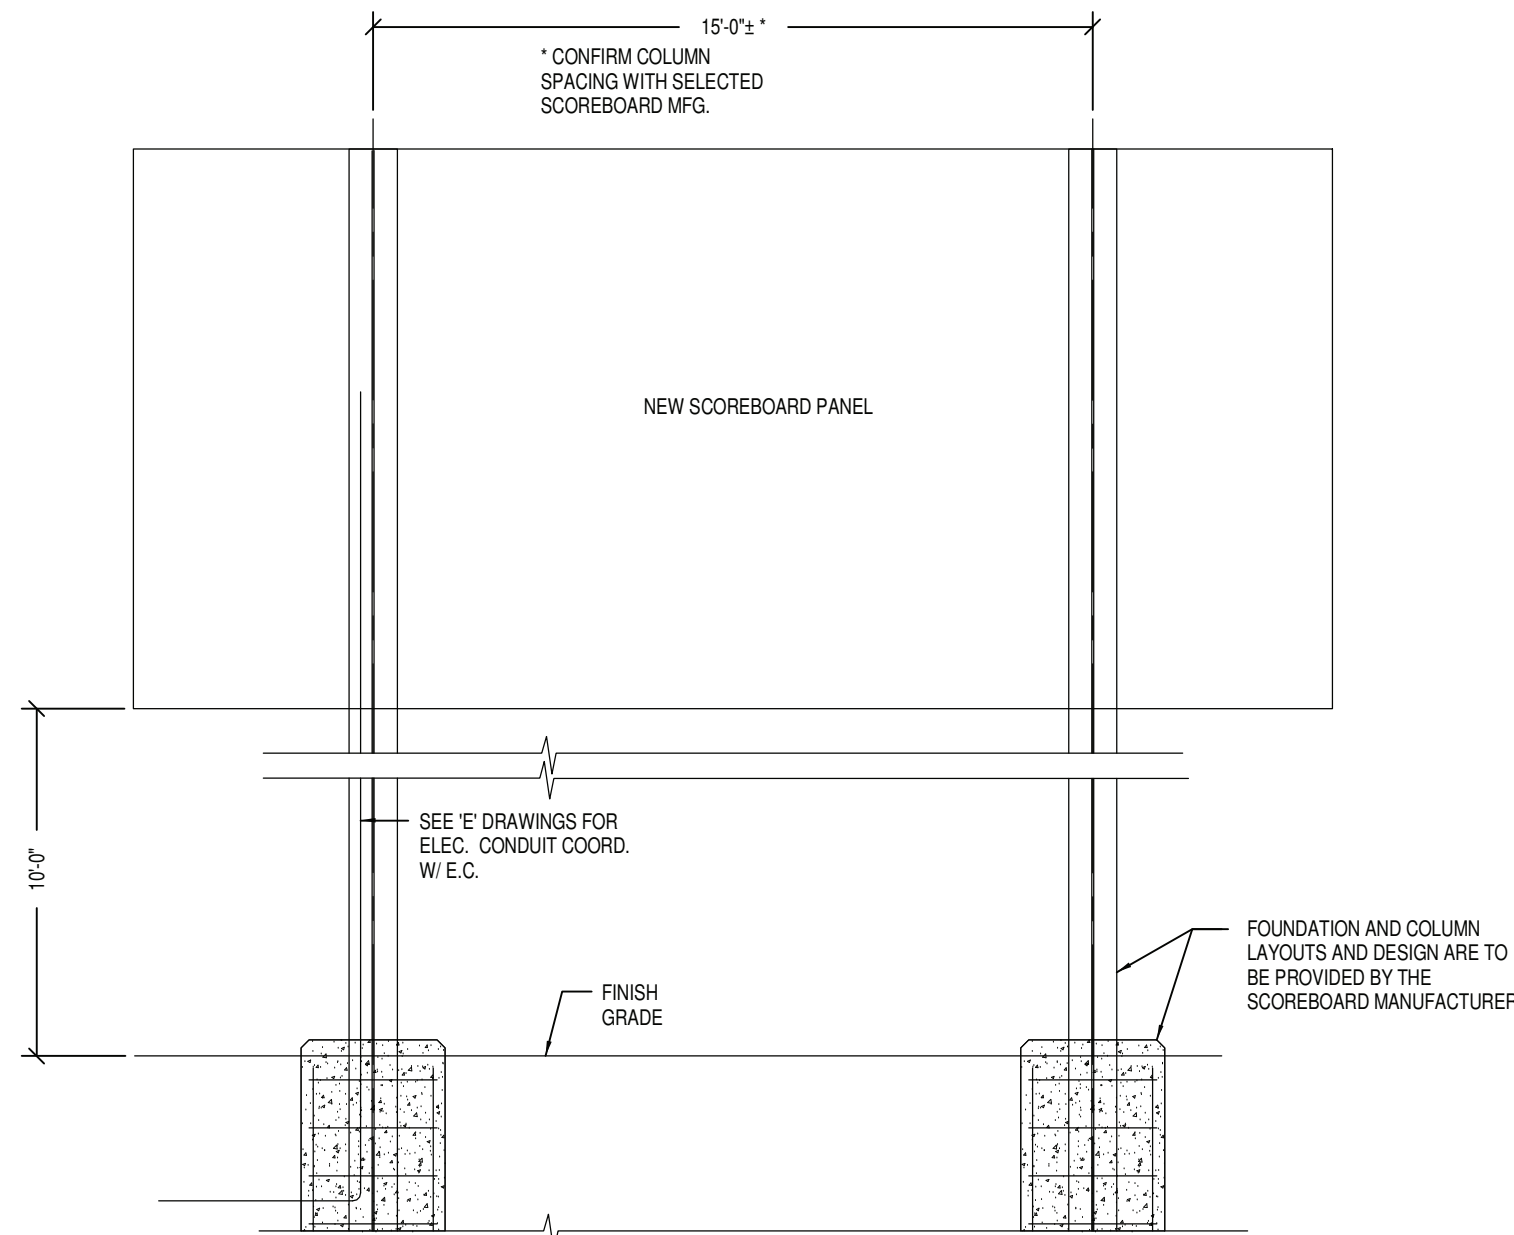 15'-0"± *
* CONFIRM COLUMN
SPACING WITH SELECTED
SCOREBOARD MFG.
NEW SCOREBOARD PANEL
SEE 'E' DRAWINGS FOR
ELEC. CONDUIT COORD.
W/ E.C.
10'-0"
FOUNDATION AND COLUMN
LAYOUTS AND DESIGN ARE TO
BE PROVIDED BY THE
SCOREBOARD MANUFACTURER
FINISH
GRADE